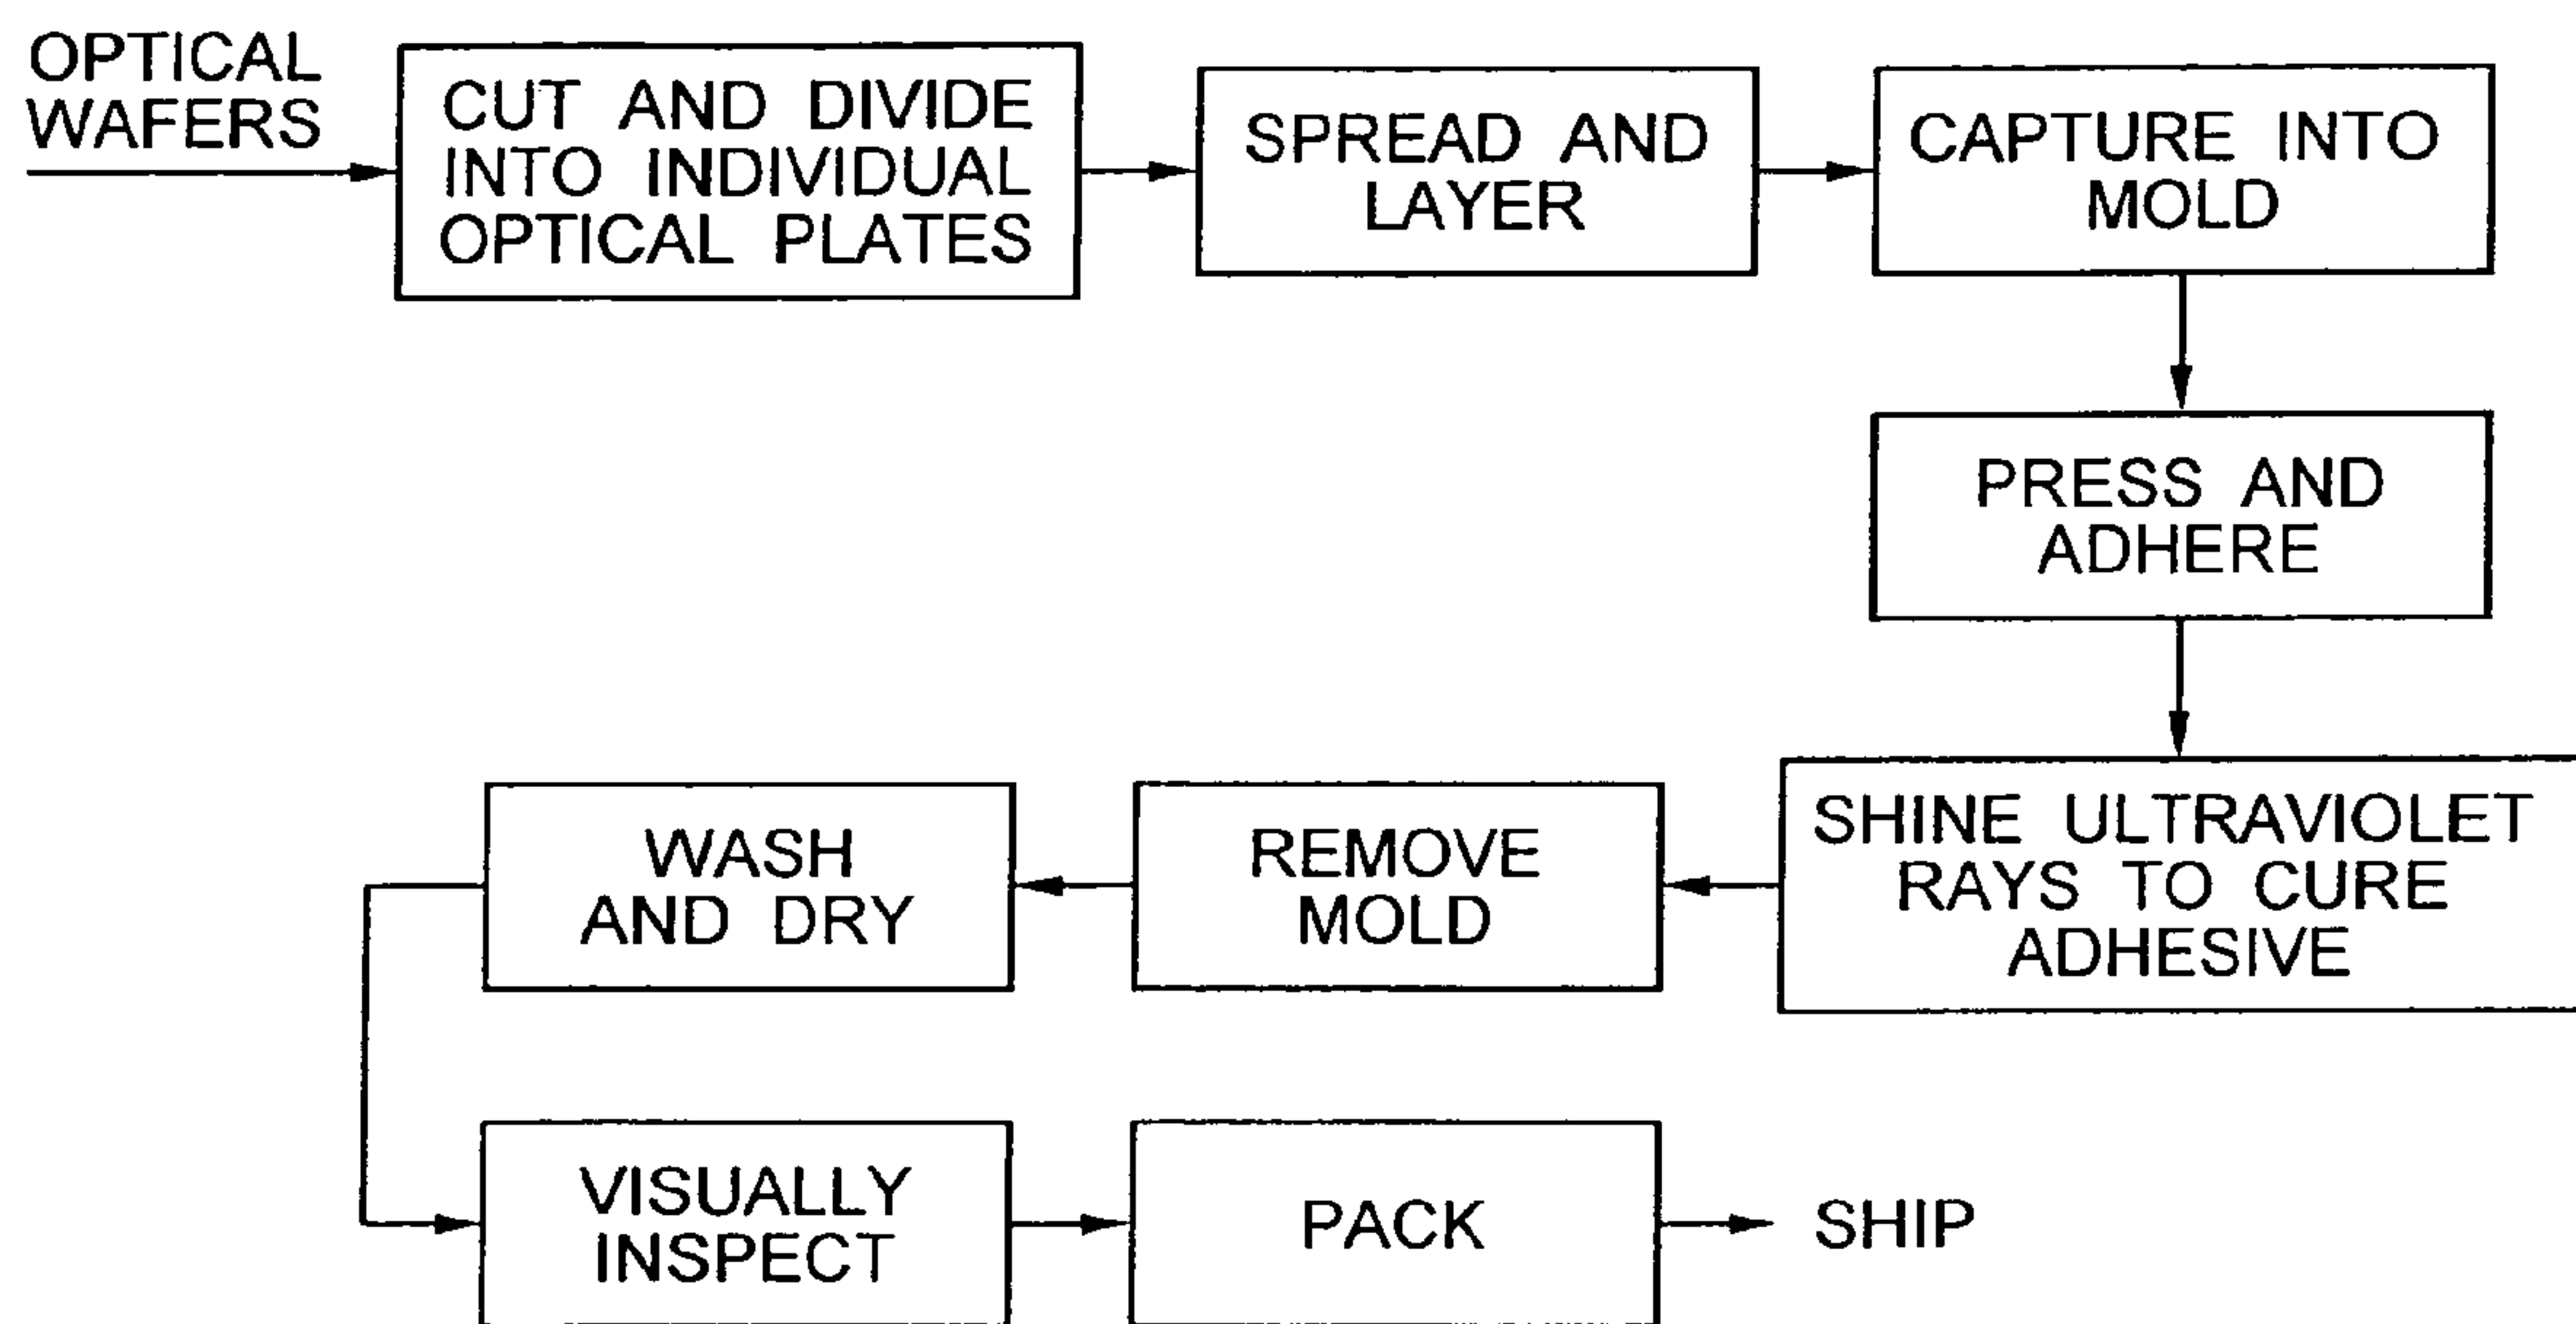 OPTICAL
WAFERS
CUT AND DIVIDE
INTO INDIVIDUAL
OPTICAL PLATES
SPREAD AND
LAYER
CAPTURE INTO
MOLD
PRESS AND
ADHERE
SHINE ULTRAVIOLET
RAYS TO CURE
ADHESIVE
REMOVE
MOLD
WASH
AND DRY
VISUALLY
INSPECT
PACK
SHIP